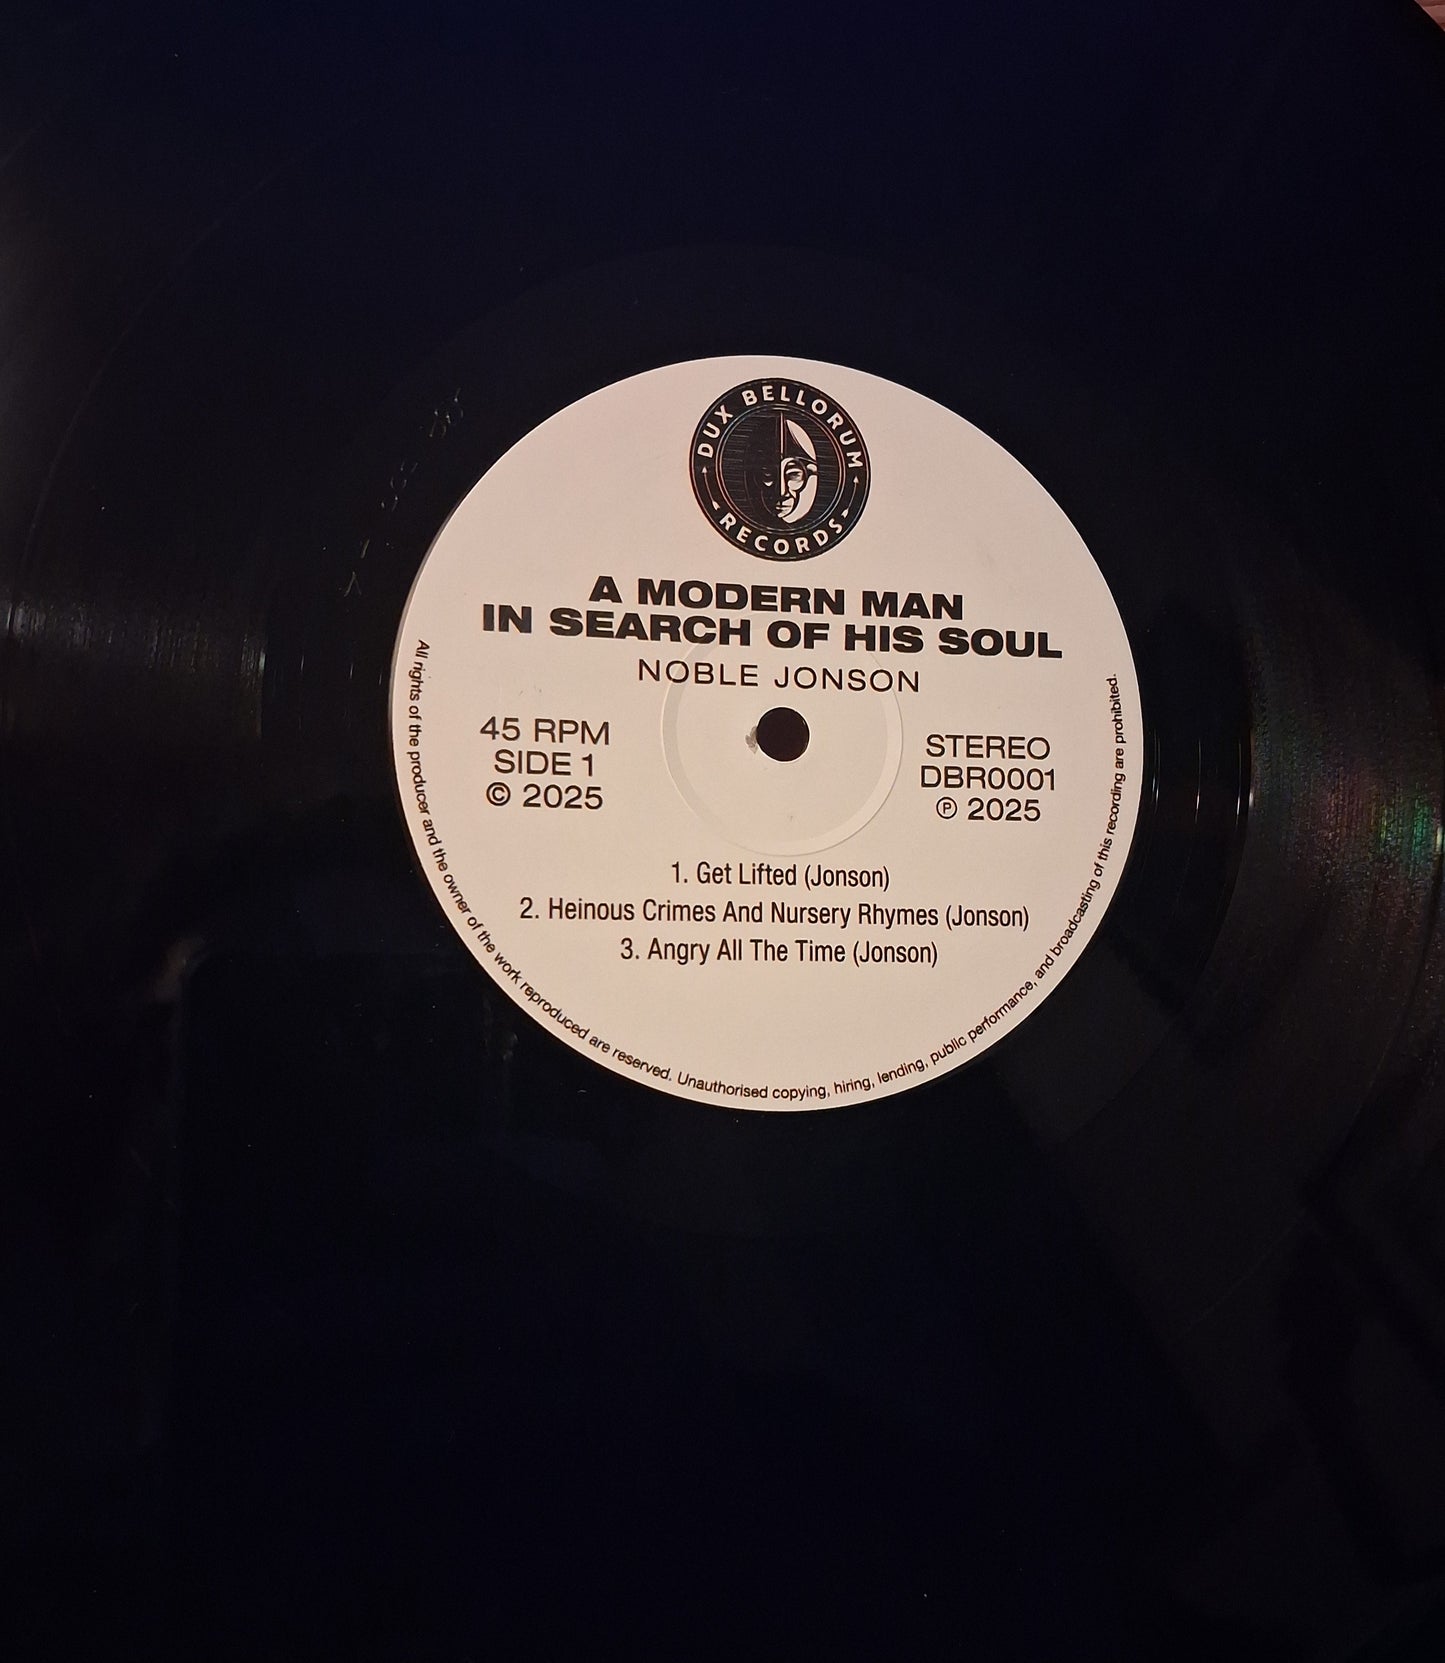 DUX BELLORUM
RECORDS
A MODERN MAN
IN SEARCH OF HIS SOUL
NOBLE JONSON
45 RPM
SIDE 1
© 2025
STEREO
DBR0001
℗ 2025
1. Get Lifted (Jonson)
2. Heinous Crimes And Nursery Rhymes (Jonson)
3. Angry All The Time (Jonson)
All rights of the producer and the owner of the work reproduced are reserved. Unauthorised copying, hiring, lending, public performance, and broadcasting of this recording are prohibited.